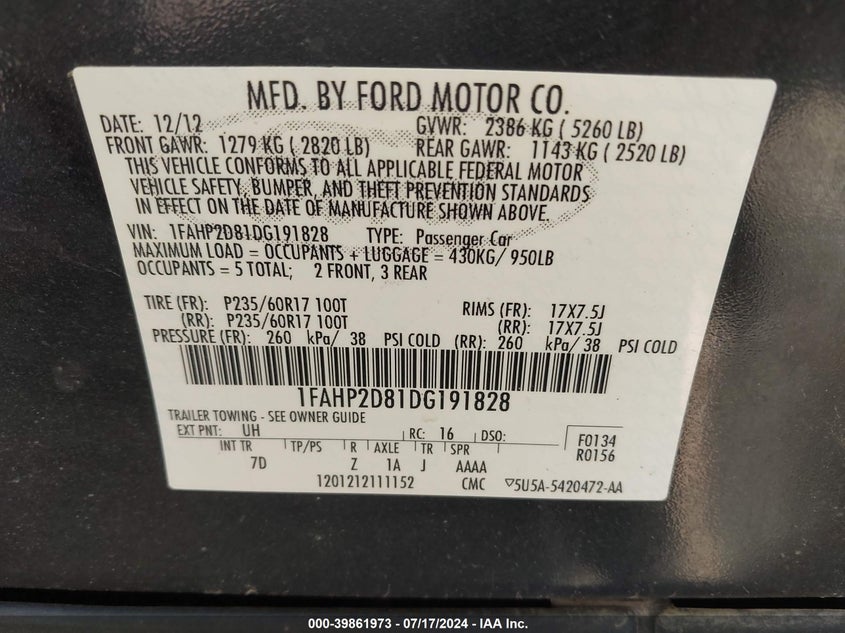 MFD. BY FORD MOTOR CO.
DATE: 12/12 GVWR: 2386 KG ( 5260 LB)
FRONT GAWR: 1279 KG ( 2820 LB) REAR GAWR: 1143 KG ( 2520 LB)
THIS VEHICLE CONFORMS TO ALL APPLICABLE FEDERAL MOTOR
VEHICLE SAFETY, BUMPER, AND THEFT PREVENTION STANDARDS
IN EFFECT ON THE DATE OF MANUFACTURE SHOWN ABOVE.
VIN: 1FAHP2D81DG191828 TYPE: Passenger Car
MAXIMUM LOAD = OCCUPANTS + LUGGAGE = 430KG/ 950LB
OCCUPANTS = 5 TOTAL; 2 FRONT, 3 REAR
TIRE (FR): P235/60R17 100T RIMS (FR): 17X7.5J
(RR): P235/60R17 100T (RR): 17X7.5J
PRESSURE (FR): 260 kPa/ 38 PSI COLD (RR): 260 kPa/ 38 PSI COLD
1FAHP2D81DG191828
TRAILER TOWING - SEE OWNER GUIDE
EXT PNT: UH RC: 16 DSO: F0134
R0156
INT TR TP/PS R AXLE TR SPR
7D Z 1A J AAAA
1201212111152 CMC ▽5U5A-5420472-AA
000-39861973 - 07/17/2024 - IAA Inc.